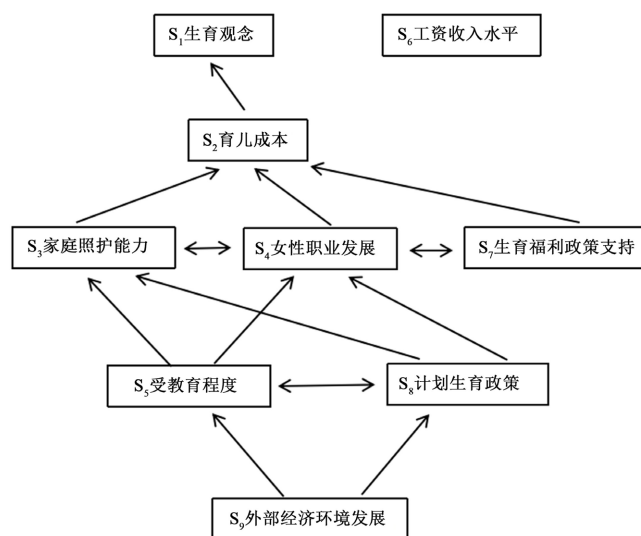 S₁生育观念
S₆工资收入水平
S₂育儿成本
S₃家庭照护能力
S₄女性职业发展
S₇生育福利政策支持
S₅受教育程度
S₈计划生育政策
S₉外部经济环境发展